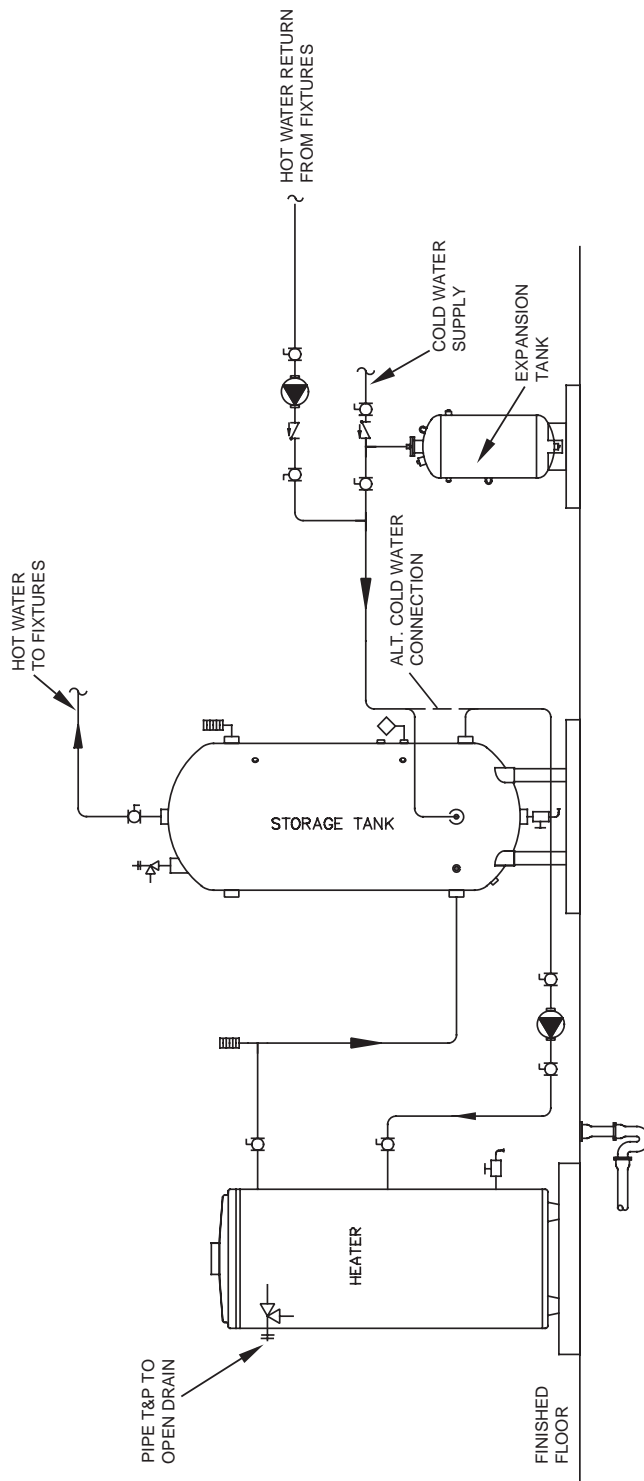 PIPE T&P TO
OPEN DRAIN
HEATER
FINISHED
FLOOR
HOT WATER
TO FIXTURES
STORAGE TANK
ALT. COLD WATER
CONNECTION
HOT WATER RETURN
FROM FIXTURES
COLD WATER
SUPPLY
EXPANSION
TANK